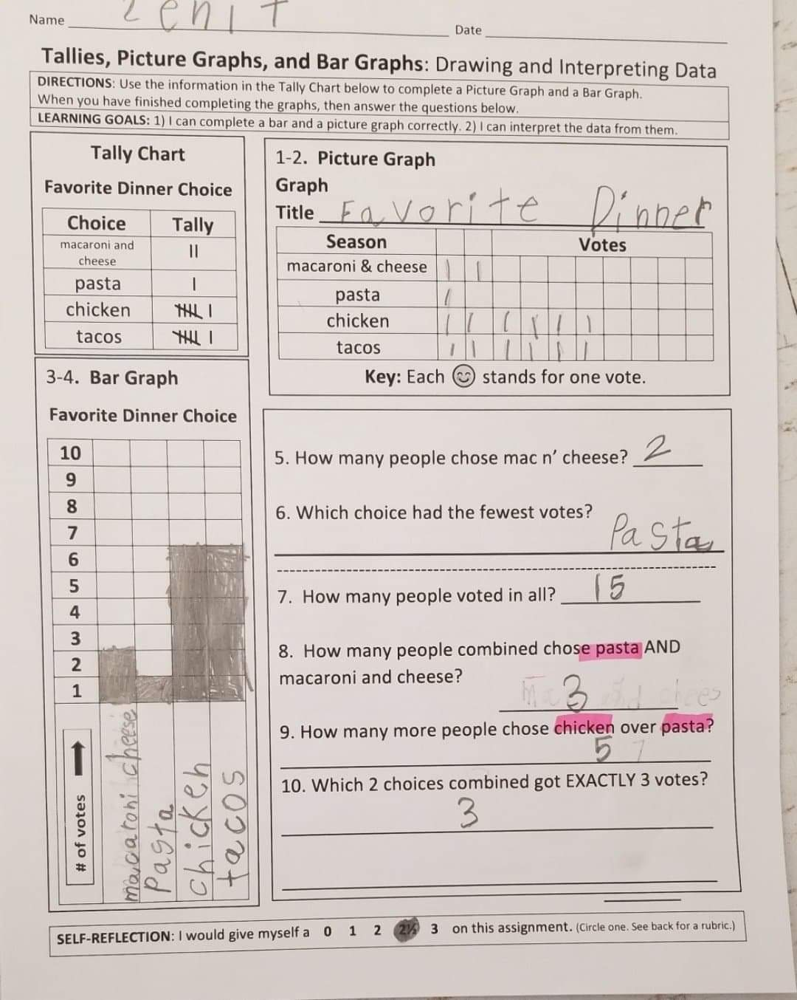 Name Zenit Date
Tallies, Picture Graphs, and Bar Graphs: Drawing and Interpreting Data
DIRECTIONS: Use the information in the Tally Chart below to complete a Picture Graph and a Bar Graph.
When you have finished completing the graphs, then answer the questions below.
LEARNING GOALS: 1) I can complete a bar and a picture graph correctly. 2) I can interpret the data from them.
Tally Chart
Favorite Dinner Choice
Choice Tally
macaroni and
cheese
pasta
chicken
tacos
1-2. Picture Graph
Graph
Title Favorite Dinner
Season Votes
macaroni & cheese
pasta
chicken
tacos
Key: Each stands for one vote.
3-4. Bar Graph
Favorite Dinner Choice
10
9
8
7
6
5
4
3
2
1
# of votes
macaroni cheese
Pasta
chicken
tacos
5. How many people chose mac n' cheese? 2
6. Which choice had the fewest votes?
Pasta
7. How many people voted in all? 15
8. How many people combined chose pasta AND
macaroni and cheese?
3
9. How many more people chose chicken over pasta?
5
10. Which 2 choices combined got EXACTLY 3 votes?
3
SELF-REFLECTION: I would give myself a 0 1 2 2½ 3 on this assignment. (Circle one. See back for a rubric.)